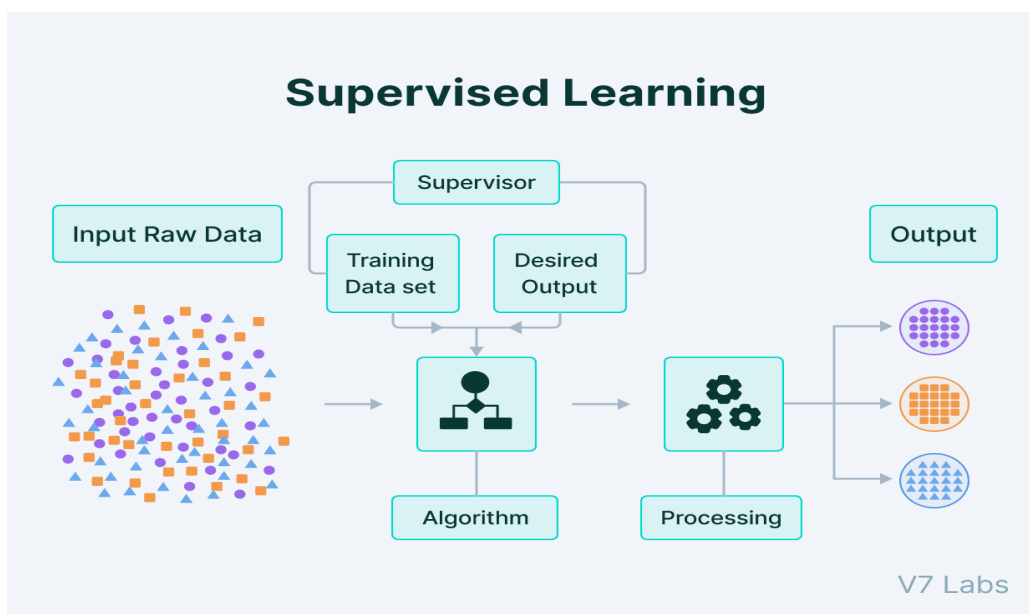 Supervised Learning
Supervisor
Input Raw Data
Training
Data set
Desired
Output
Output
Algorithm
Processing
V7 Labs